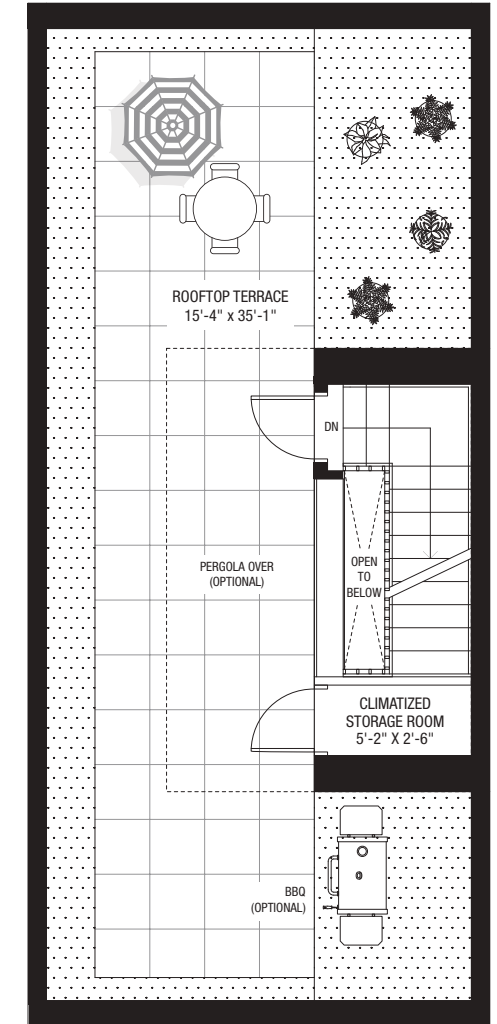 ROOFTOP TERRACE
15'-4" x 35'-1"
DN
PERGOLA OVER
(OPTIONAL)
OPEN
TO
BELOW
CLIMATIZED
STORAGE ROOM
5'-2" X 2'-6"
BBQ
(OPTIONAL)